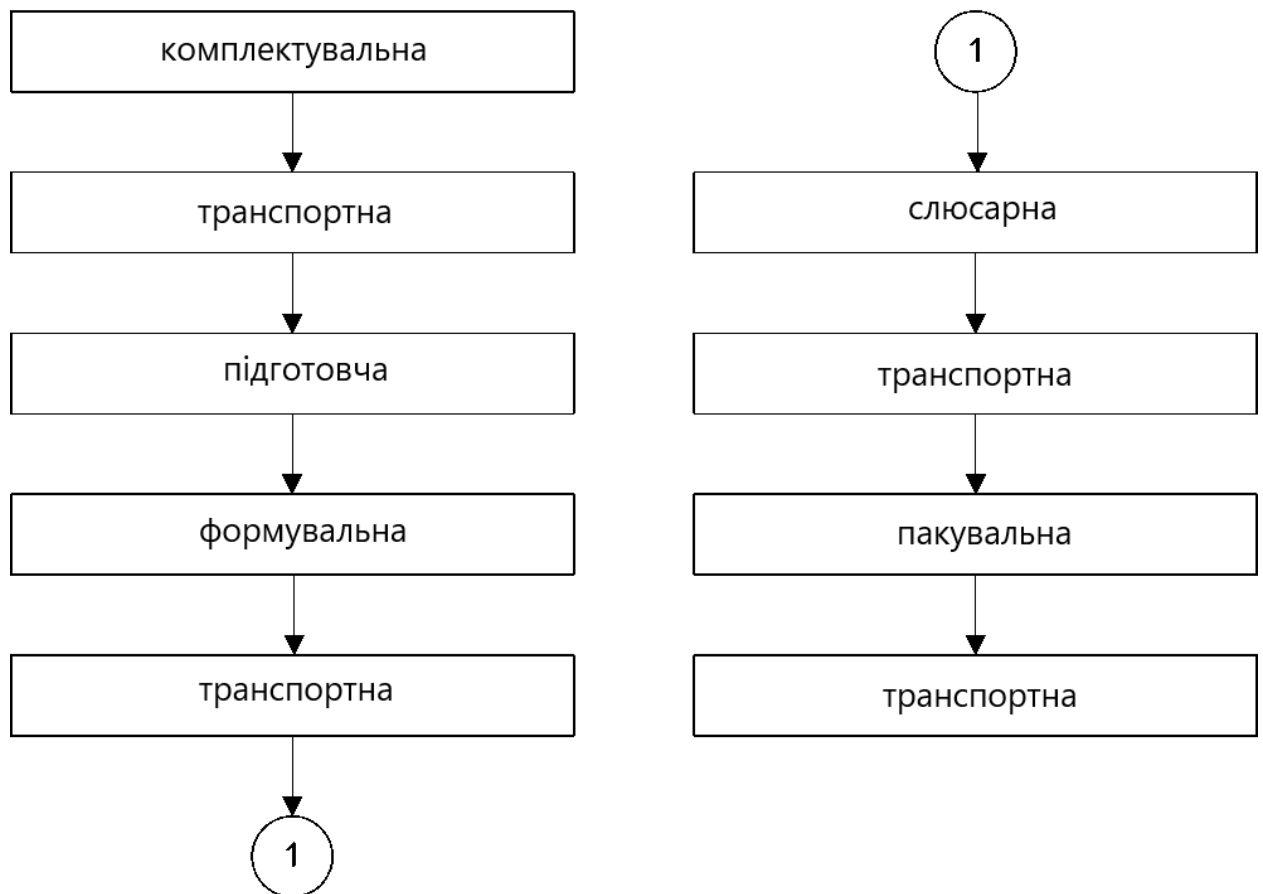 комплектувальна
транспортна
підготовча
формувальна
транспортна
1
1
слюсарна
транспортна
пакувальна
транспортна